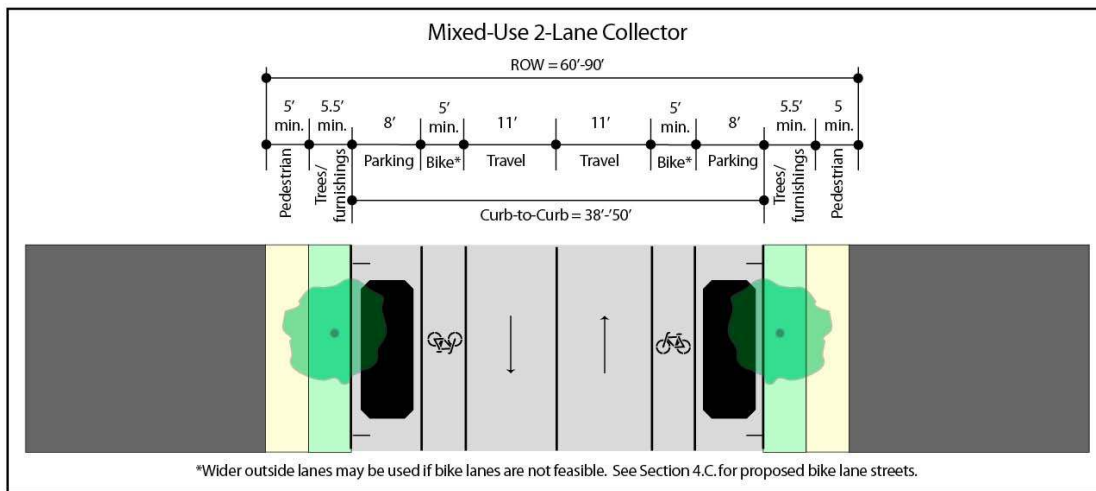 Mixed-Use 2-Lane Collector
ROW = 60'-90'
5' min.
5.5' min.
8'
5' min.
11'
11'
5' min.
8'
5.5' min.
5 min.
Pedestrian
Trees/ furnishings
Parking
Bike*
Travel
Travel
Bike*
Parking
Trees/ furnishings
Pedestrian
Curb-to-Curb = 38'-'50'
*Wider outside lanes may be used if bike lanes are not feasible. See Section 4.C. for proposed bike lane streets.